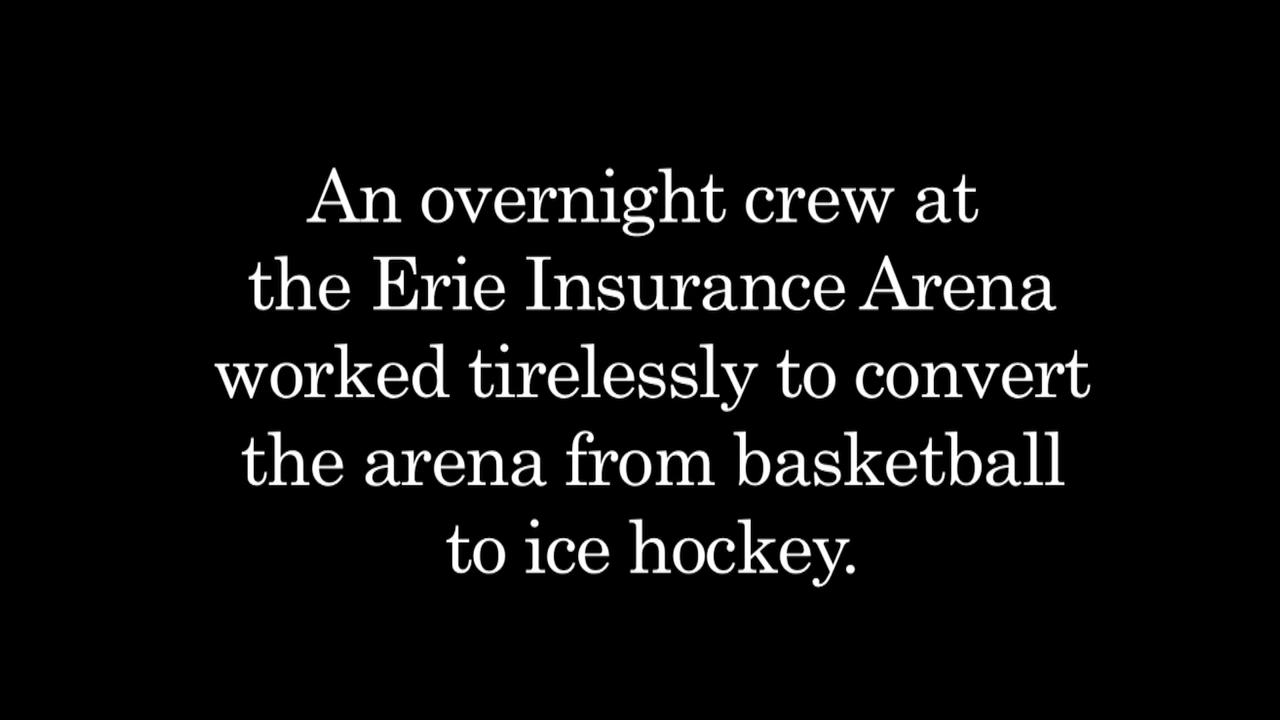 An overnight crew at
the Erie Insurance Arena
worked tirelessly to convert
the arena from basketball
to ice hockey.